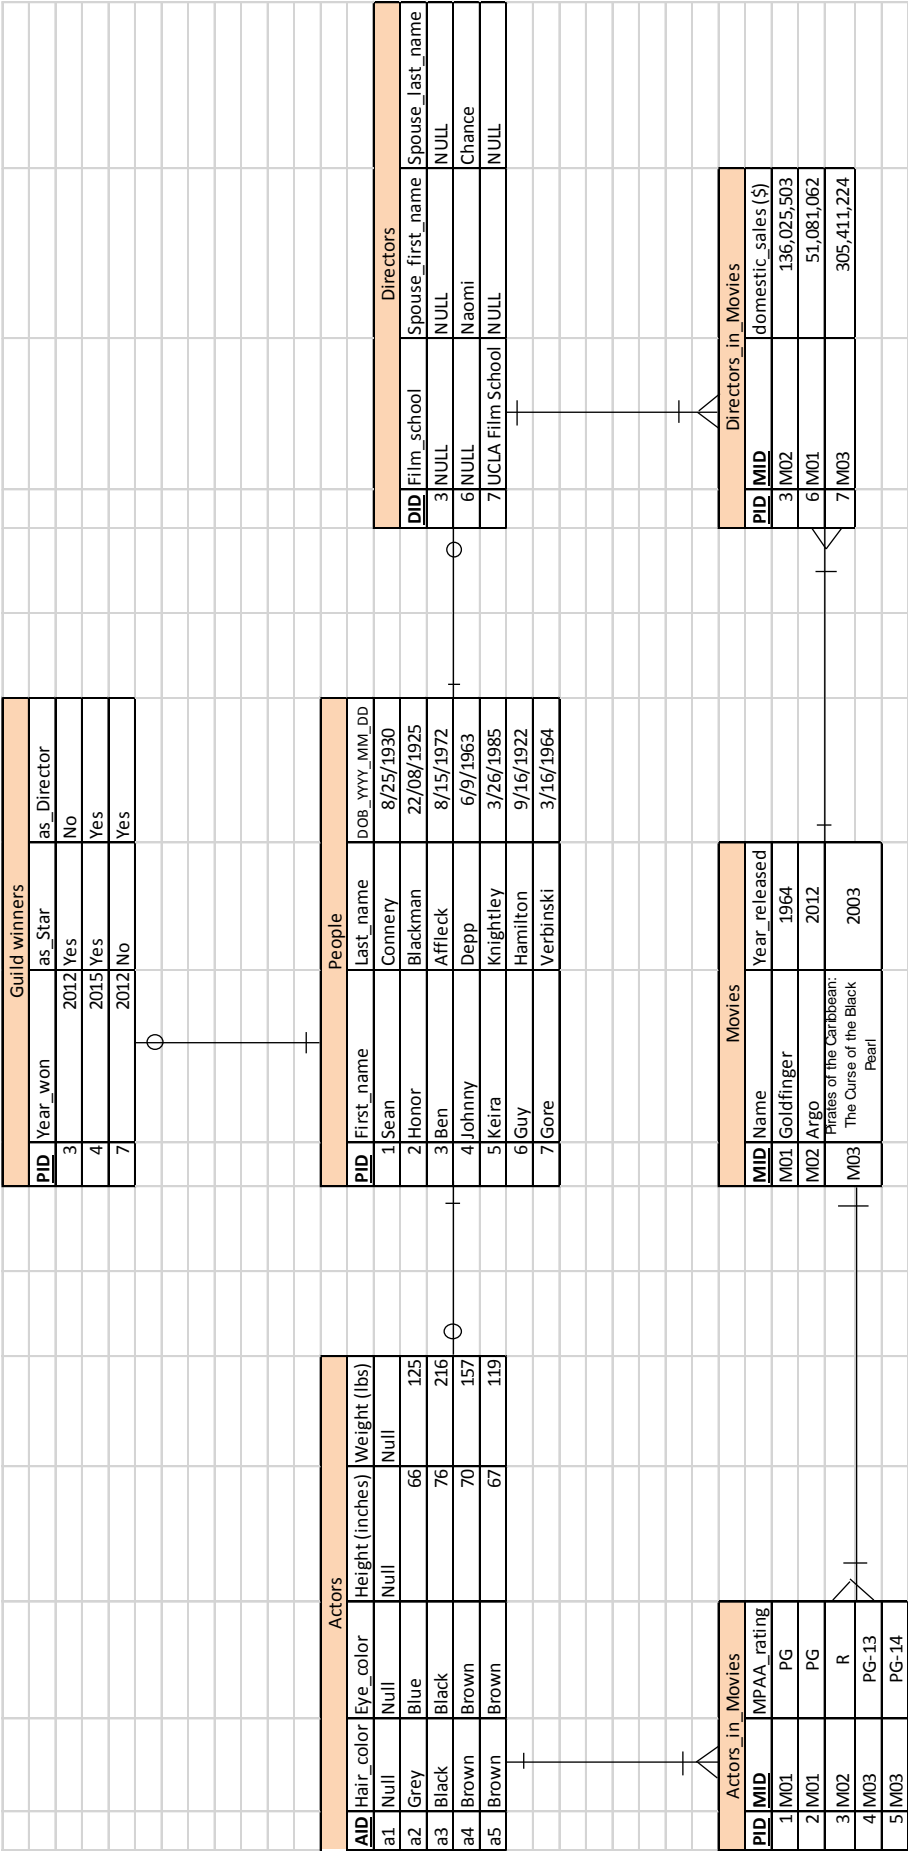 Guild winners
PID Year_won as_Star as_Director
3 2012 Yes No
4 2015 Yes Yes
7 2012 No Yes
Actors
AID Hair_color Eye_color Height (inches) Weight (lbs)
a1 Null Null Null Null
a2 Grey Blue 66 125
a3 Black Black 76 216
a4 Brown Brown 70 157
a5 Brown Brown 67 119
People
PID First_name Last_name DOB_YYYY_MM_DD
1 Sean Connery 8/25/1930
2 Honor Blackman 22/08/1925
3 Ben Affleck 8/15/1972
4 Johnny Depp 6/9/1963
5 Keira Knightley 3/26/1985
6 Guy Hamilton 9/16/1922
7 Gore Verbinski 3/16/1964
Directors
DID Film_school Spouse_first_name Spouse_last_name
3 NULL NULL NULL
6 NULL Naomi Chance
7 UCLA Film School NULL NULL
Actors_in_Movies
PID MID MPAA_rating
1 M01 PG
2 M01 PG
3 M02 R
4 M03 PG-13
5 M03 PG-14
Movies
MID Name Year_released
M01 Goldfinger 1964
M02 Argo 2012
M03 Pirates of the Caribbean: 2003
The Curse of the Black
Pearl
Directors_in_Movies
PID MID domestic_sales ($)
3 M02 136,025,503
6 M01 51,081,062
7 M03 305,411,224